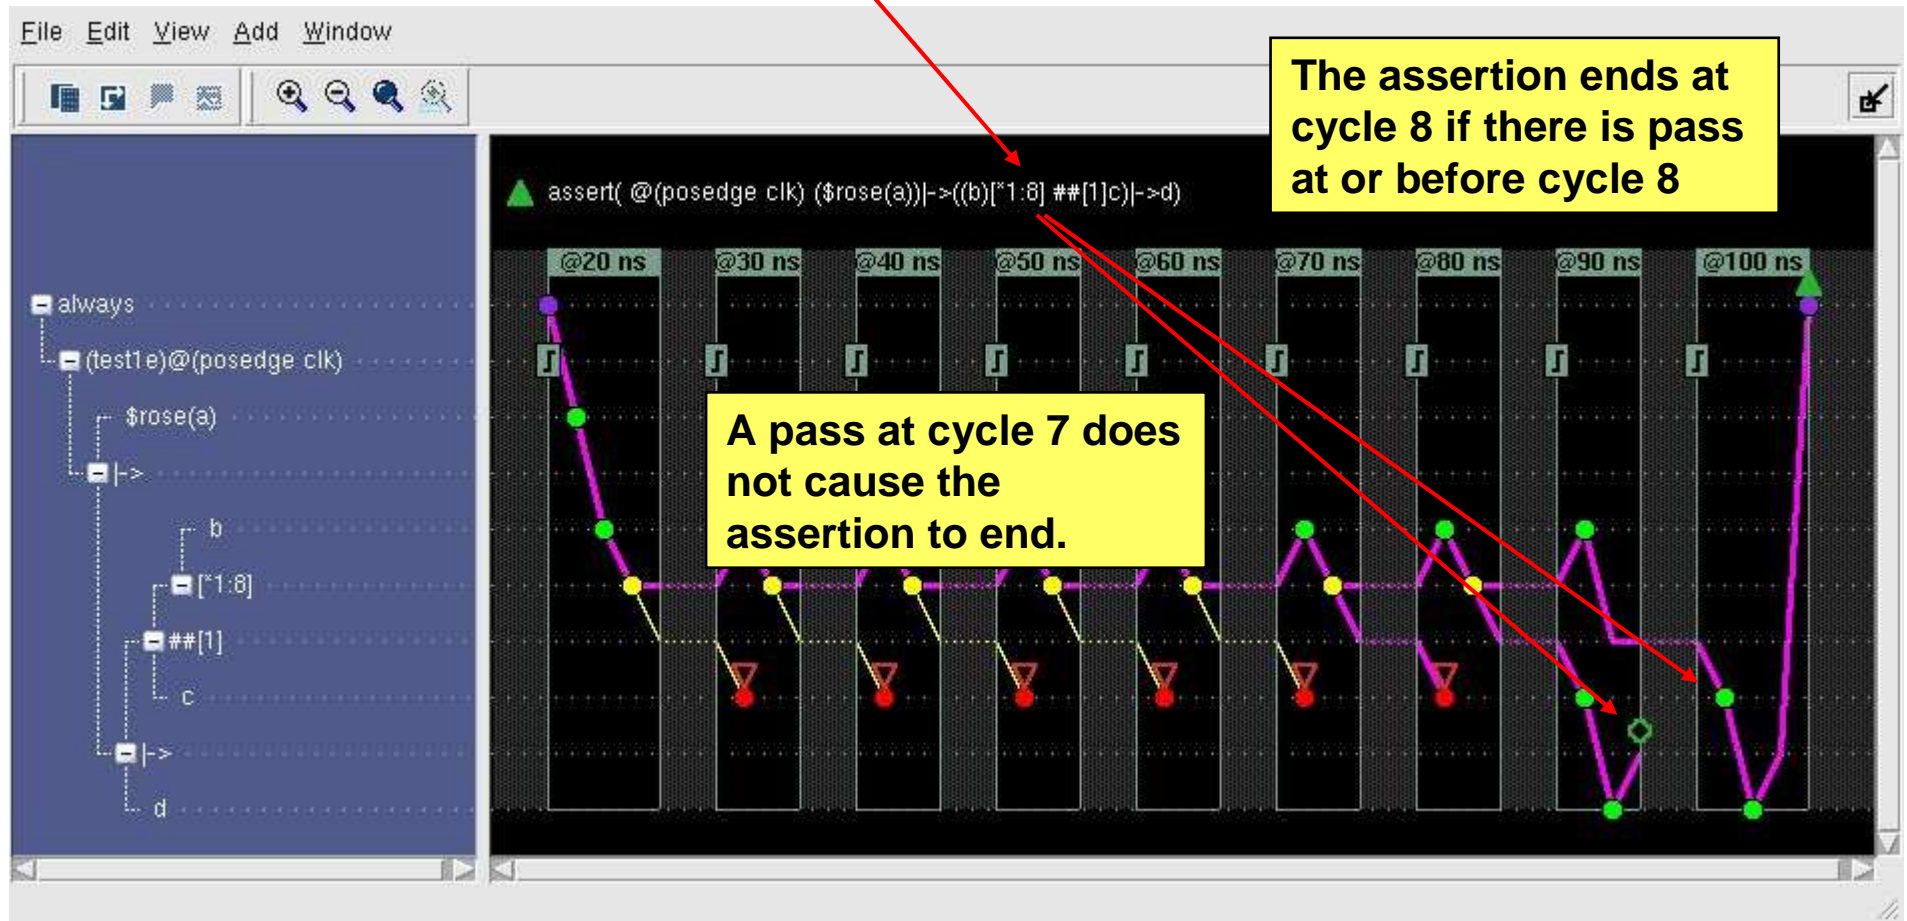 File Edit View Add Window
The assertion ends at
cycle 8 if there is pass
at or before cycle 8
assert( @(posedge clk) ($rose(a))|->((b)[*1:8] ##[1]c)|->d)
@20 ns @30 ns @40 ns @50 ns @60 ns @70 ns @80 ns @90 ns @100 ns
always
(test1e)@(posedge clk)
$rose(a)
|->
b
[*1:8]
##[1]
c
|->
d
A pass at cycle 7 does
not cause the
assertion to end.